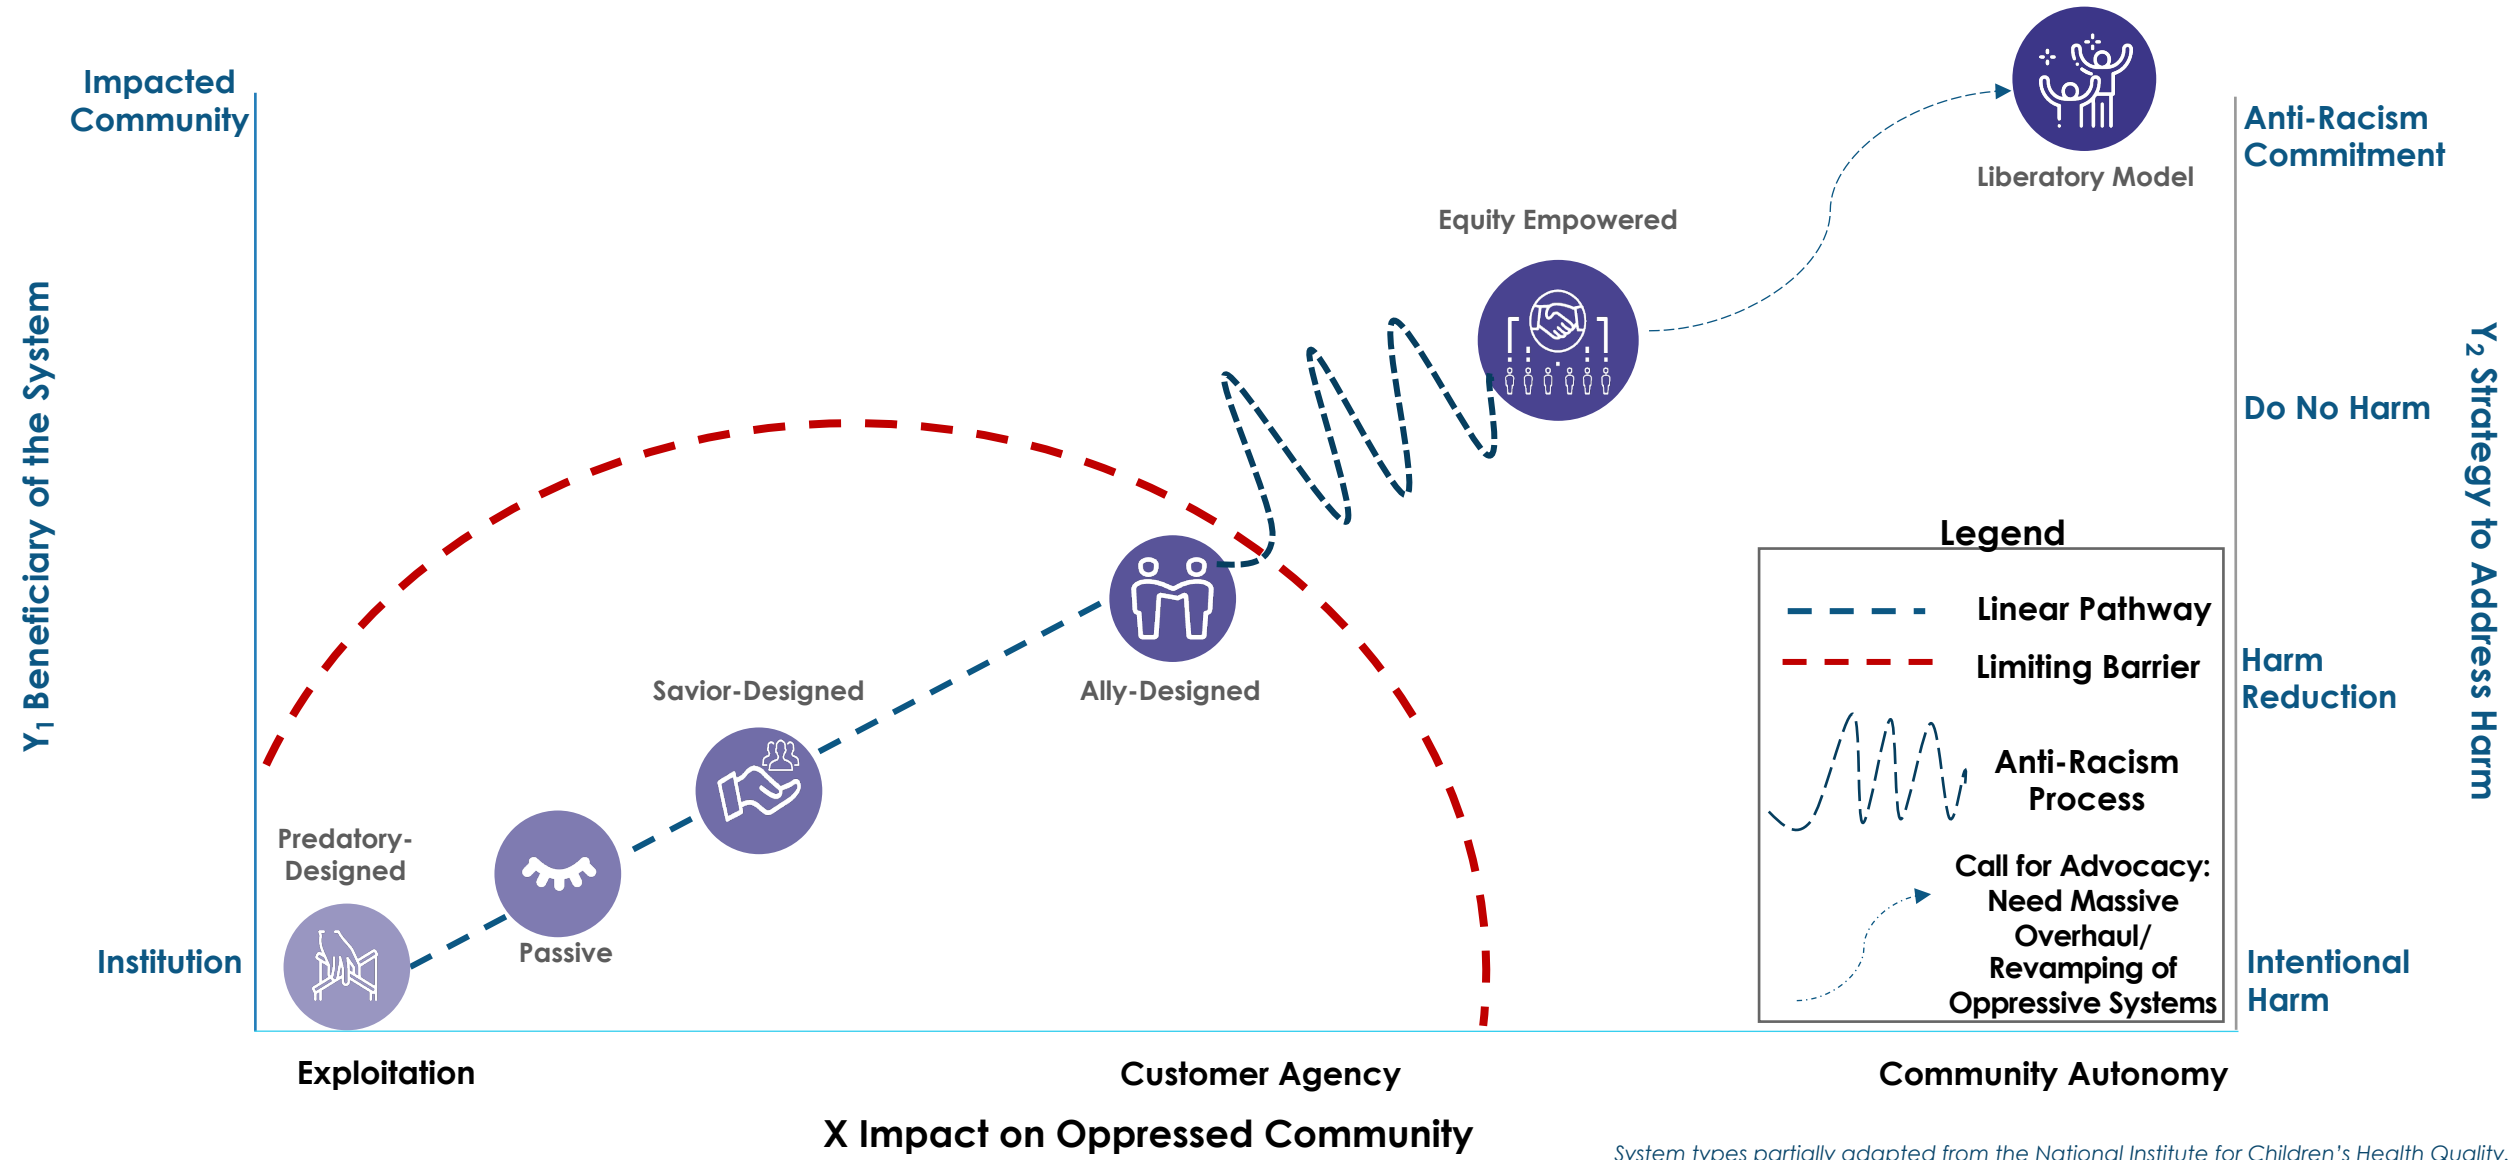 Impacted
Community
Anti-Racism
Commitment
Liberatory Model
Equity Empowered
Y1 Beneficiary of the System
Y2 Strategy to Address Harm
Do No Harm
Legend
Linear Pathway
Limiting Barrier
Anti-Racism
Process
Call for Advocacy:
Need Massive
Overhaul/
Revamping of
Oppressive Systems
Harm
Reduction
Savior-Designed
Ally-Designed
Predatory-
Designed
Passive
Institution
Intentional
Harm
Exploitation
Customer Agency
Community Autonomy
X Impact on Oppressed Community
System types partially adapted from the National Institute for Children's Health Quality.